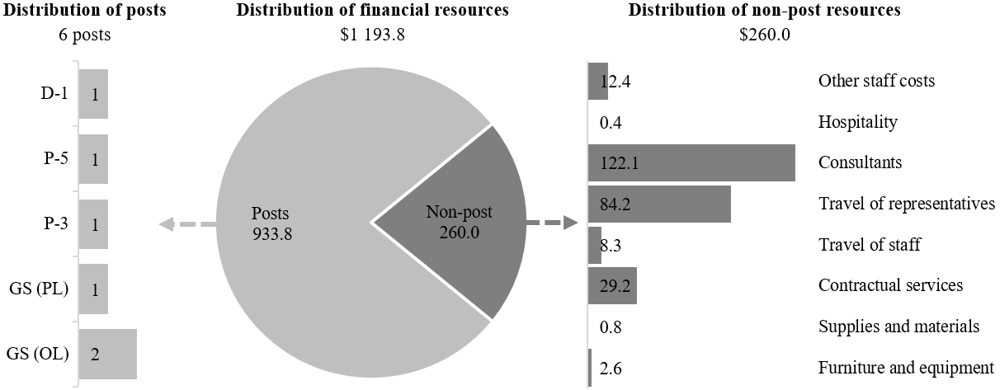 Distribution of posts
6 posts
D-1 1
P-5 1
P-3 1
GS (PL) 1
GS (OL) 2
Distribution of financial resources
$1 193.8
Posts
933.8
Non-post
260.0
Distribution of non-post resources
$260.0
12.4 Other staff costs
0.4 Hospitality
122.1 Consultants
84.2 Travel of representatives
8.3 Travel of staff
29.2 Contractual services
0.8 Supplies and materials
2.6 Furniture and equipment